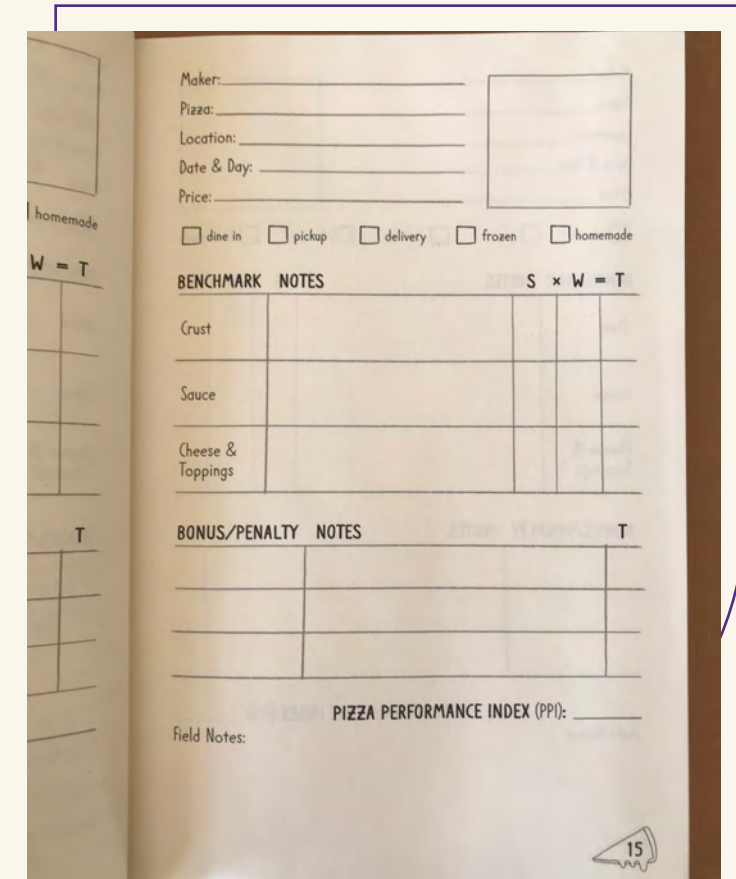 homemade
W = T
T
Maker:
Pizza:
Location:
Date & Day:
Price:
dine in pickup delivery frozen homemade
BENCHMARK NOTES S × W = T
Crust
Sauce
Cheese &
Toppings
BONUS/PENALTY NOTES T
PIZZA PERFORMANCE INDEX (PPI):
Field Notes:
15